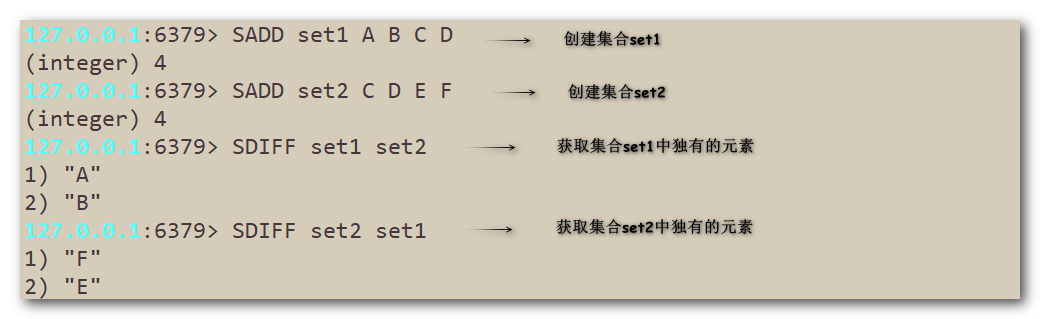 127.0.0.1:6379> SADD set1 A B C D 创建集合set1
(integer) 4
127.0.0.1:6379> SADD set2 C D E F 创建集合set2
(integer) 4
127.0.0.1:6379> SDIFF set1 set2 获取集合set1中独有的元素
1) "A"
2) "B"
127.0.0.1:6379> SDIFF set2 set1 获取集合set2中独有的元素
1) "F"
2) "E"